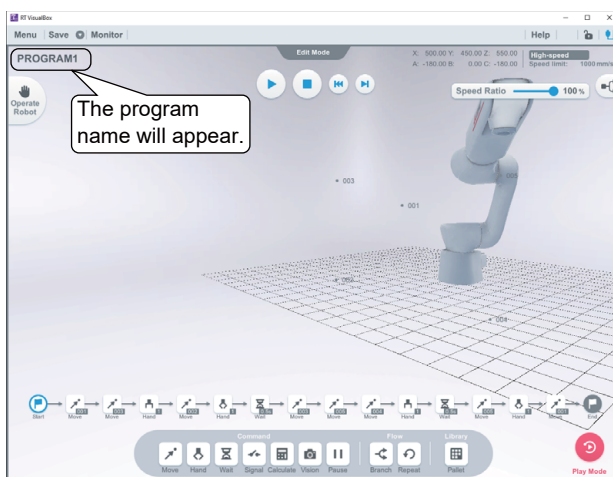 RT VisualBox
Menu Save Monitor Help
PROGRAM1
Edit Mode
X: 500.00 Y: 450.00 Z: 550.00
A: -180.00 B: 0.00 C: -180.00
High-speed
Speed limit: 1000 mm/s
Operate
Robot
The program
name will appear.
Speed Ratio 100 %
003
001
004
Start Move Move Hand Move Hand Wait Move Move Move Hand Wait Move Hand Move End
Command Flow Library
Move Hand Wait Signal Calculate Vision Pause Branch Repeat Pallet
Play Mode